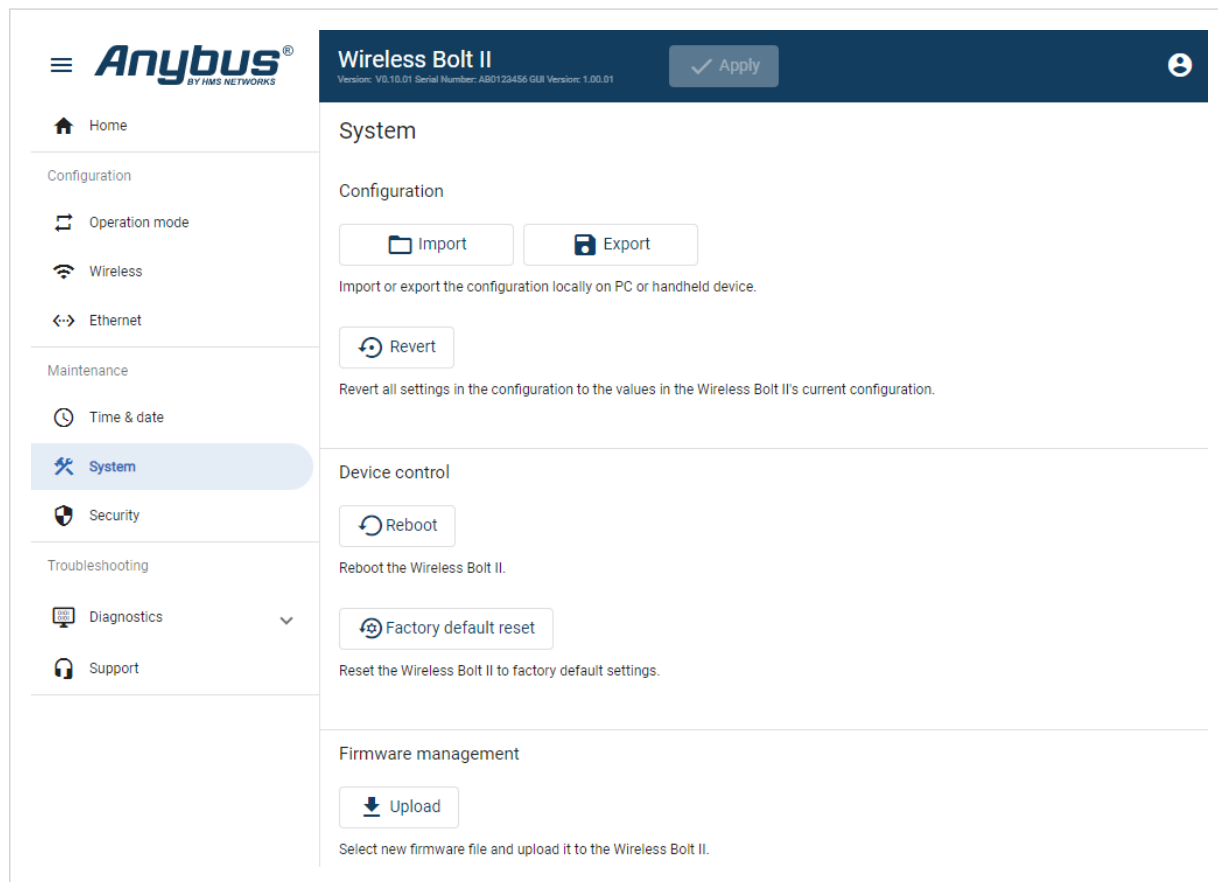 Anybus®
BY HMS NETWORKS
Wireless Bolt II
Version: V0.10.01 Serial Number: AB0123456 GUI Version: 1.00.01
Apply
Home
Configuration
Operation mode
Wireless
Ethernet
Maintenance
Time & date
System
Security
Troubleshooting
Diagnostics
Support
System
Configuration
Import
Export
Import or export the configuration locally on PC or handheld device.
Revert
Revert all settings in the configuration to the values in the Wireless Bolt II's current configuration.
Device control
Reboot
Reboot the Wireless Bolt II.
Factory default reset
Reset the Wireless Bolt II to factory default settings.
Firmware management
Upload
Select new firmware file and upload it to the Wireless Bolt II.